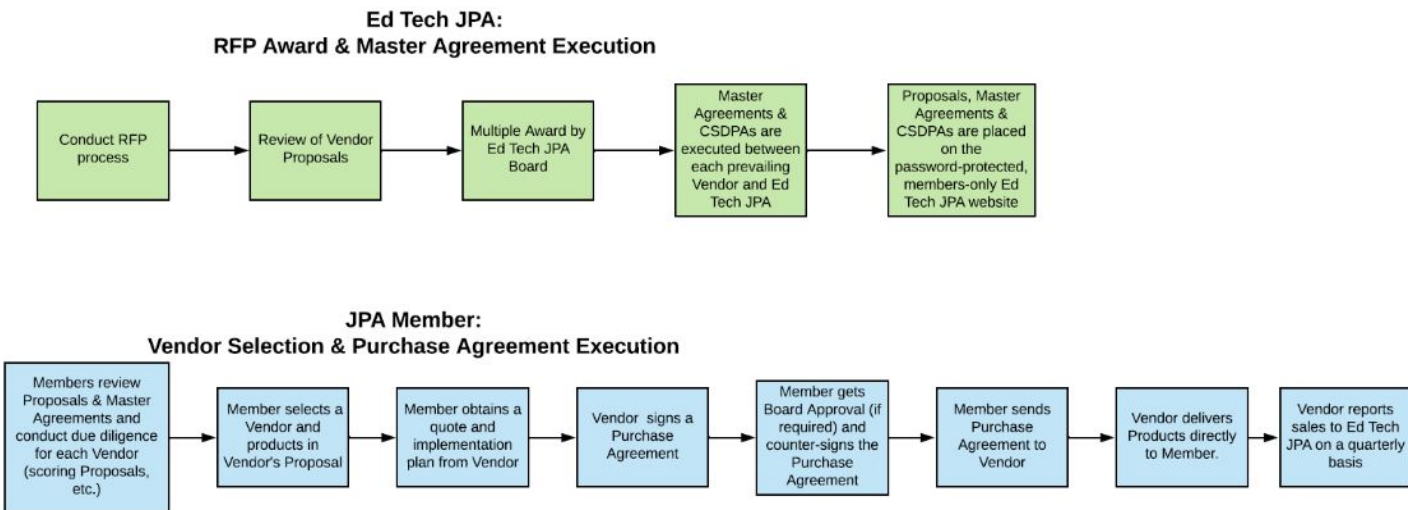 Ed Tech JPA:
RFP Award & Master Agreement Execution
Conduct RFP
process
Review of Vendor
Proposals
Multiple Award by
Ed Tech JPA
Board
Master
Agreements &
CSDPAs are
executed between
each prevailing
Vendor and Ed
Tech JPA
Proposals, Master
Agreements &
CSDPAs are placed
on the
password-protected,
members-only Ed
Tech JPA website
JPA Member:
Vendor Selection & Purchase Agreement Execution
Members review
Proposals & Master
Agreements and
conduct due diligence
for each Vendor
(scoring Proposals,
etc.)
Member selects a
Vendor and
products in
Vendor's Proposal
Member obtains a
quote and
implementation
plan from Vendor
Vendor signs a
Purchase
Agreement
Member gets
Board Approval (if
required) and
counter-signs the
Purchase
Agreement
Member sends
Purchase
Agreement to
Vendor
Vendor delivers
Products directly
to Member.
Vendor reports
sales to Ed Tech
JPA on a quarterly
basis